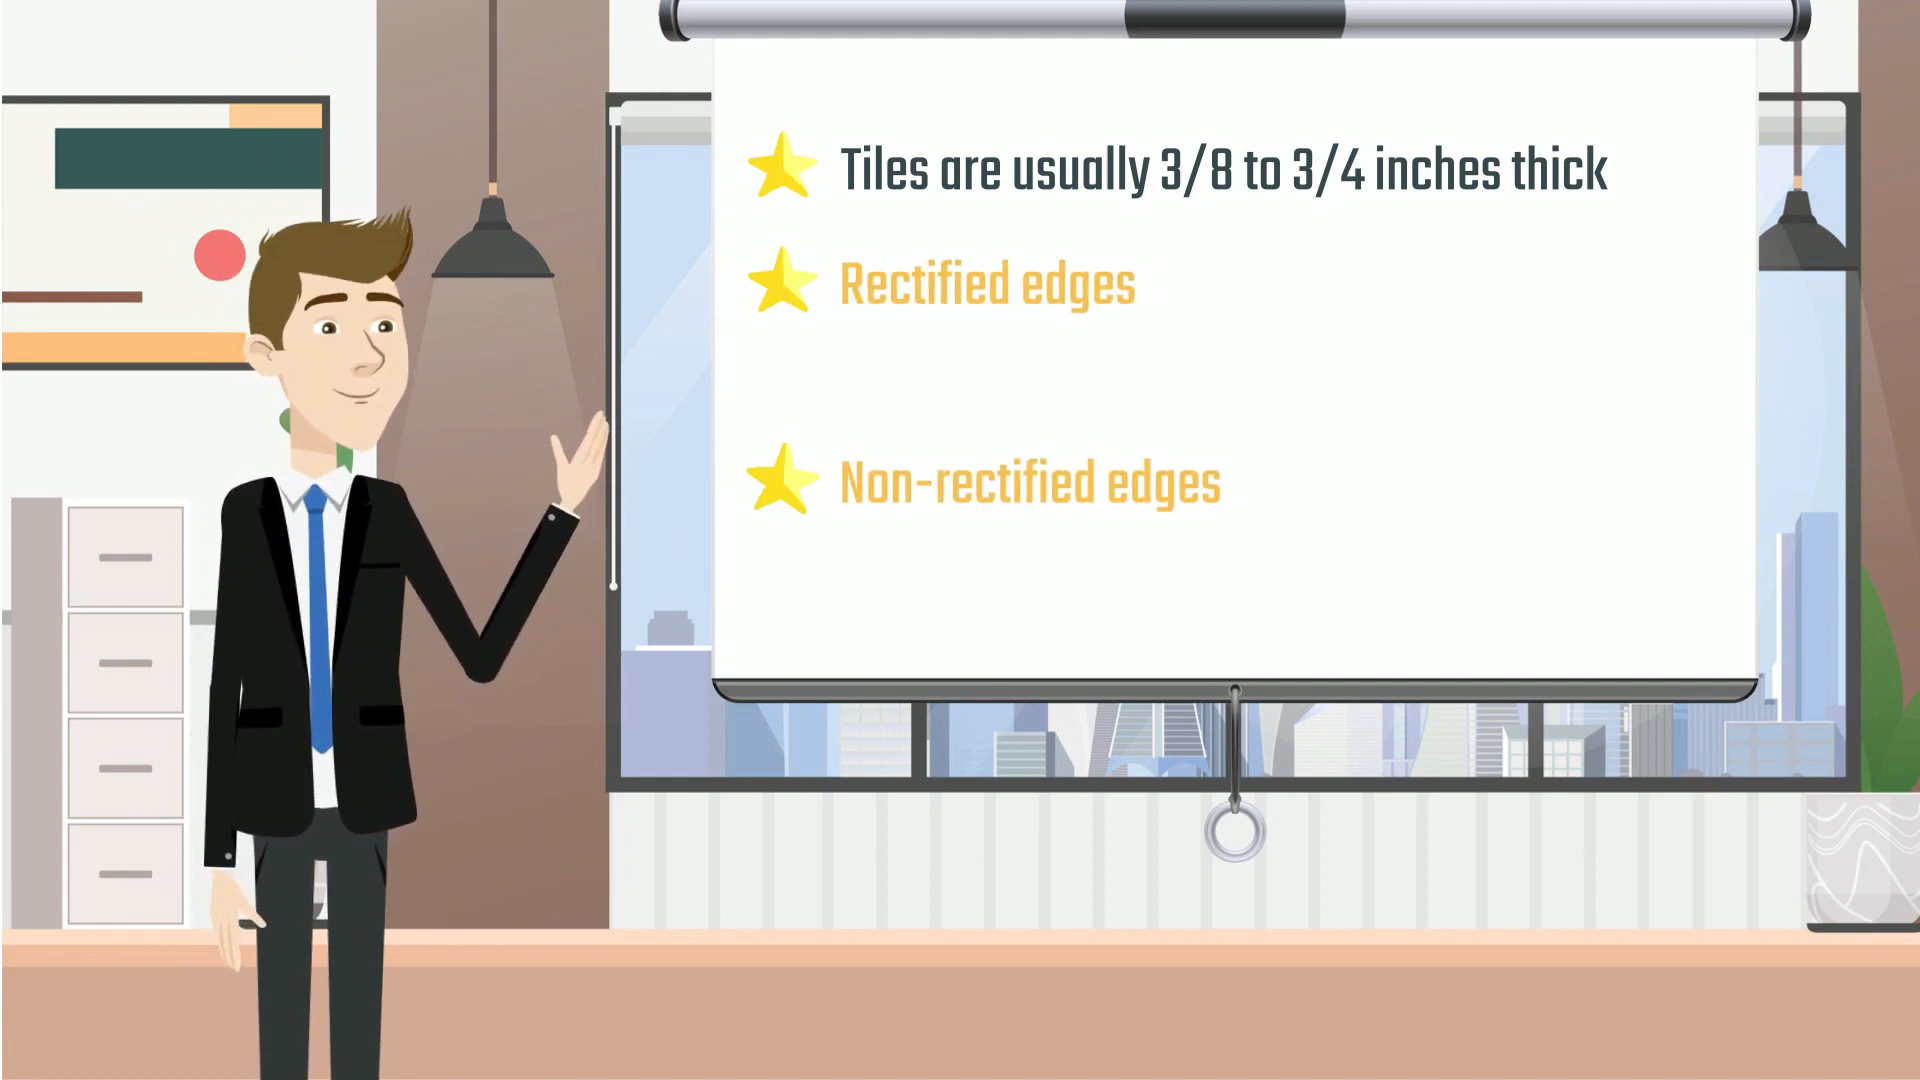 Tiles are usually 3/8 to 3/4 inches thick
Rectified edges
Non-rectified edges